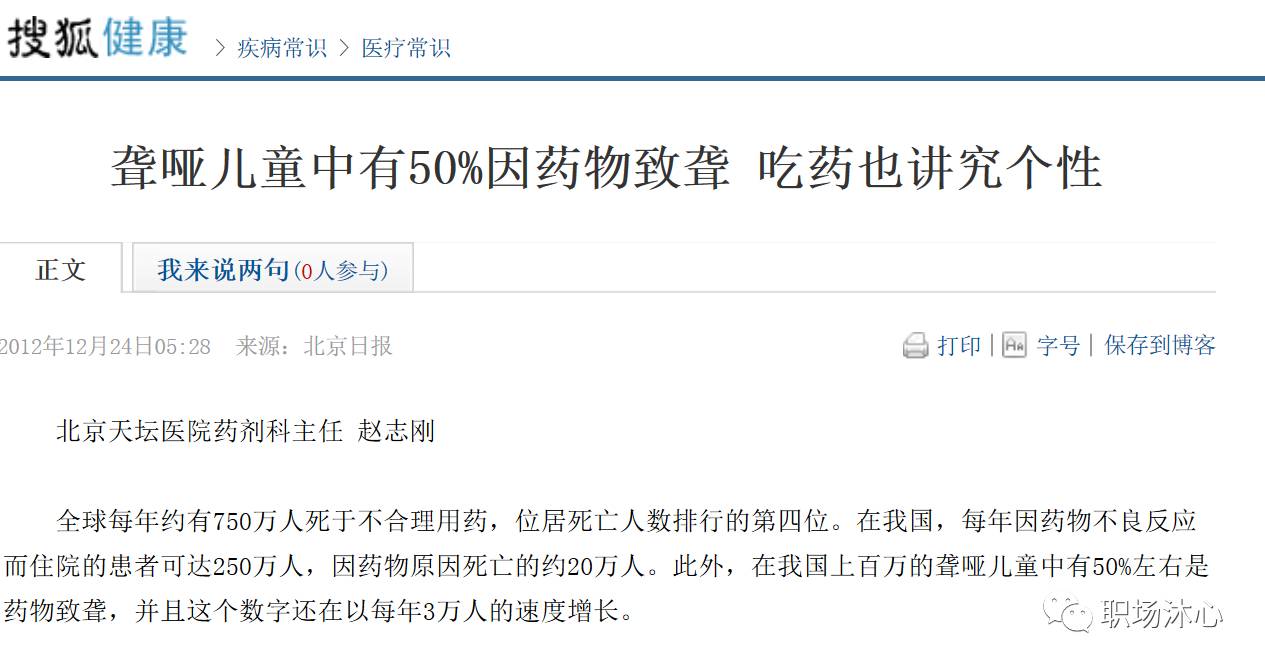 搜狐健康 > 疾病常识 > 医疗常识
聋哑儿童中有50%因药物致聋 吃药也讲究个性
正文 我来说两句(0人参与)
2012年12月24日05:28 来源：北京日报 打印 | Aa 字号 | 保存到博客
北京天坛医院药剂科主任 赵志刚
全球每年约有750万人死于不合理用药，位居死亡人数排行的第四位。在我国，每年因药物不良反应
而住院的患者可达250万人，因药物原因死亡的约20万人。此外，在我国上百万的聋哑儿童中有50%左右是
药物致聋，并且这个数字还在以每年3万人的速度增长。
职场沐心